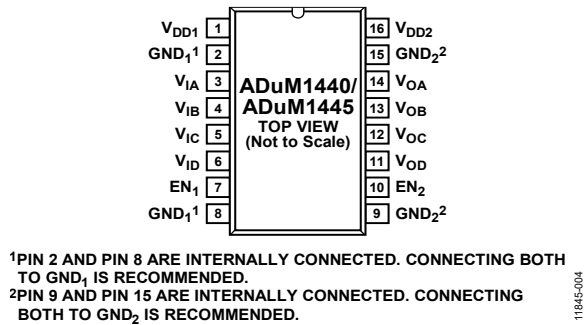 VDD1 1 16 VDD2
GND1¹ 2 15 GND2²
VIA 3 14 VOA
VIB 4 13 VOB
VIC 5 12 VOC
VID 6 11 VOD
EN1 7 10 EN2
GND1¹ 8 9 GND2²
ADuM1440/
ADuM1445
TOP VIEW
(Not to Scale)
¹PIN 2 AND PIN 8 ARE INTERNALLY CONNECTED. CONNECTING BOTH
TO GND1 IS RECOMMENDED.
²PIN 9 AND PIN 15 ARE INTERNALLY CONNECTED. CONNECTING
BOTH TO GND2 IS RECOMMENDED.
11845-004